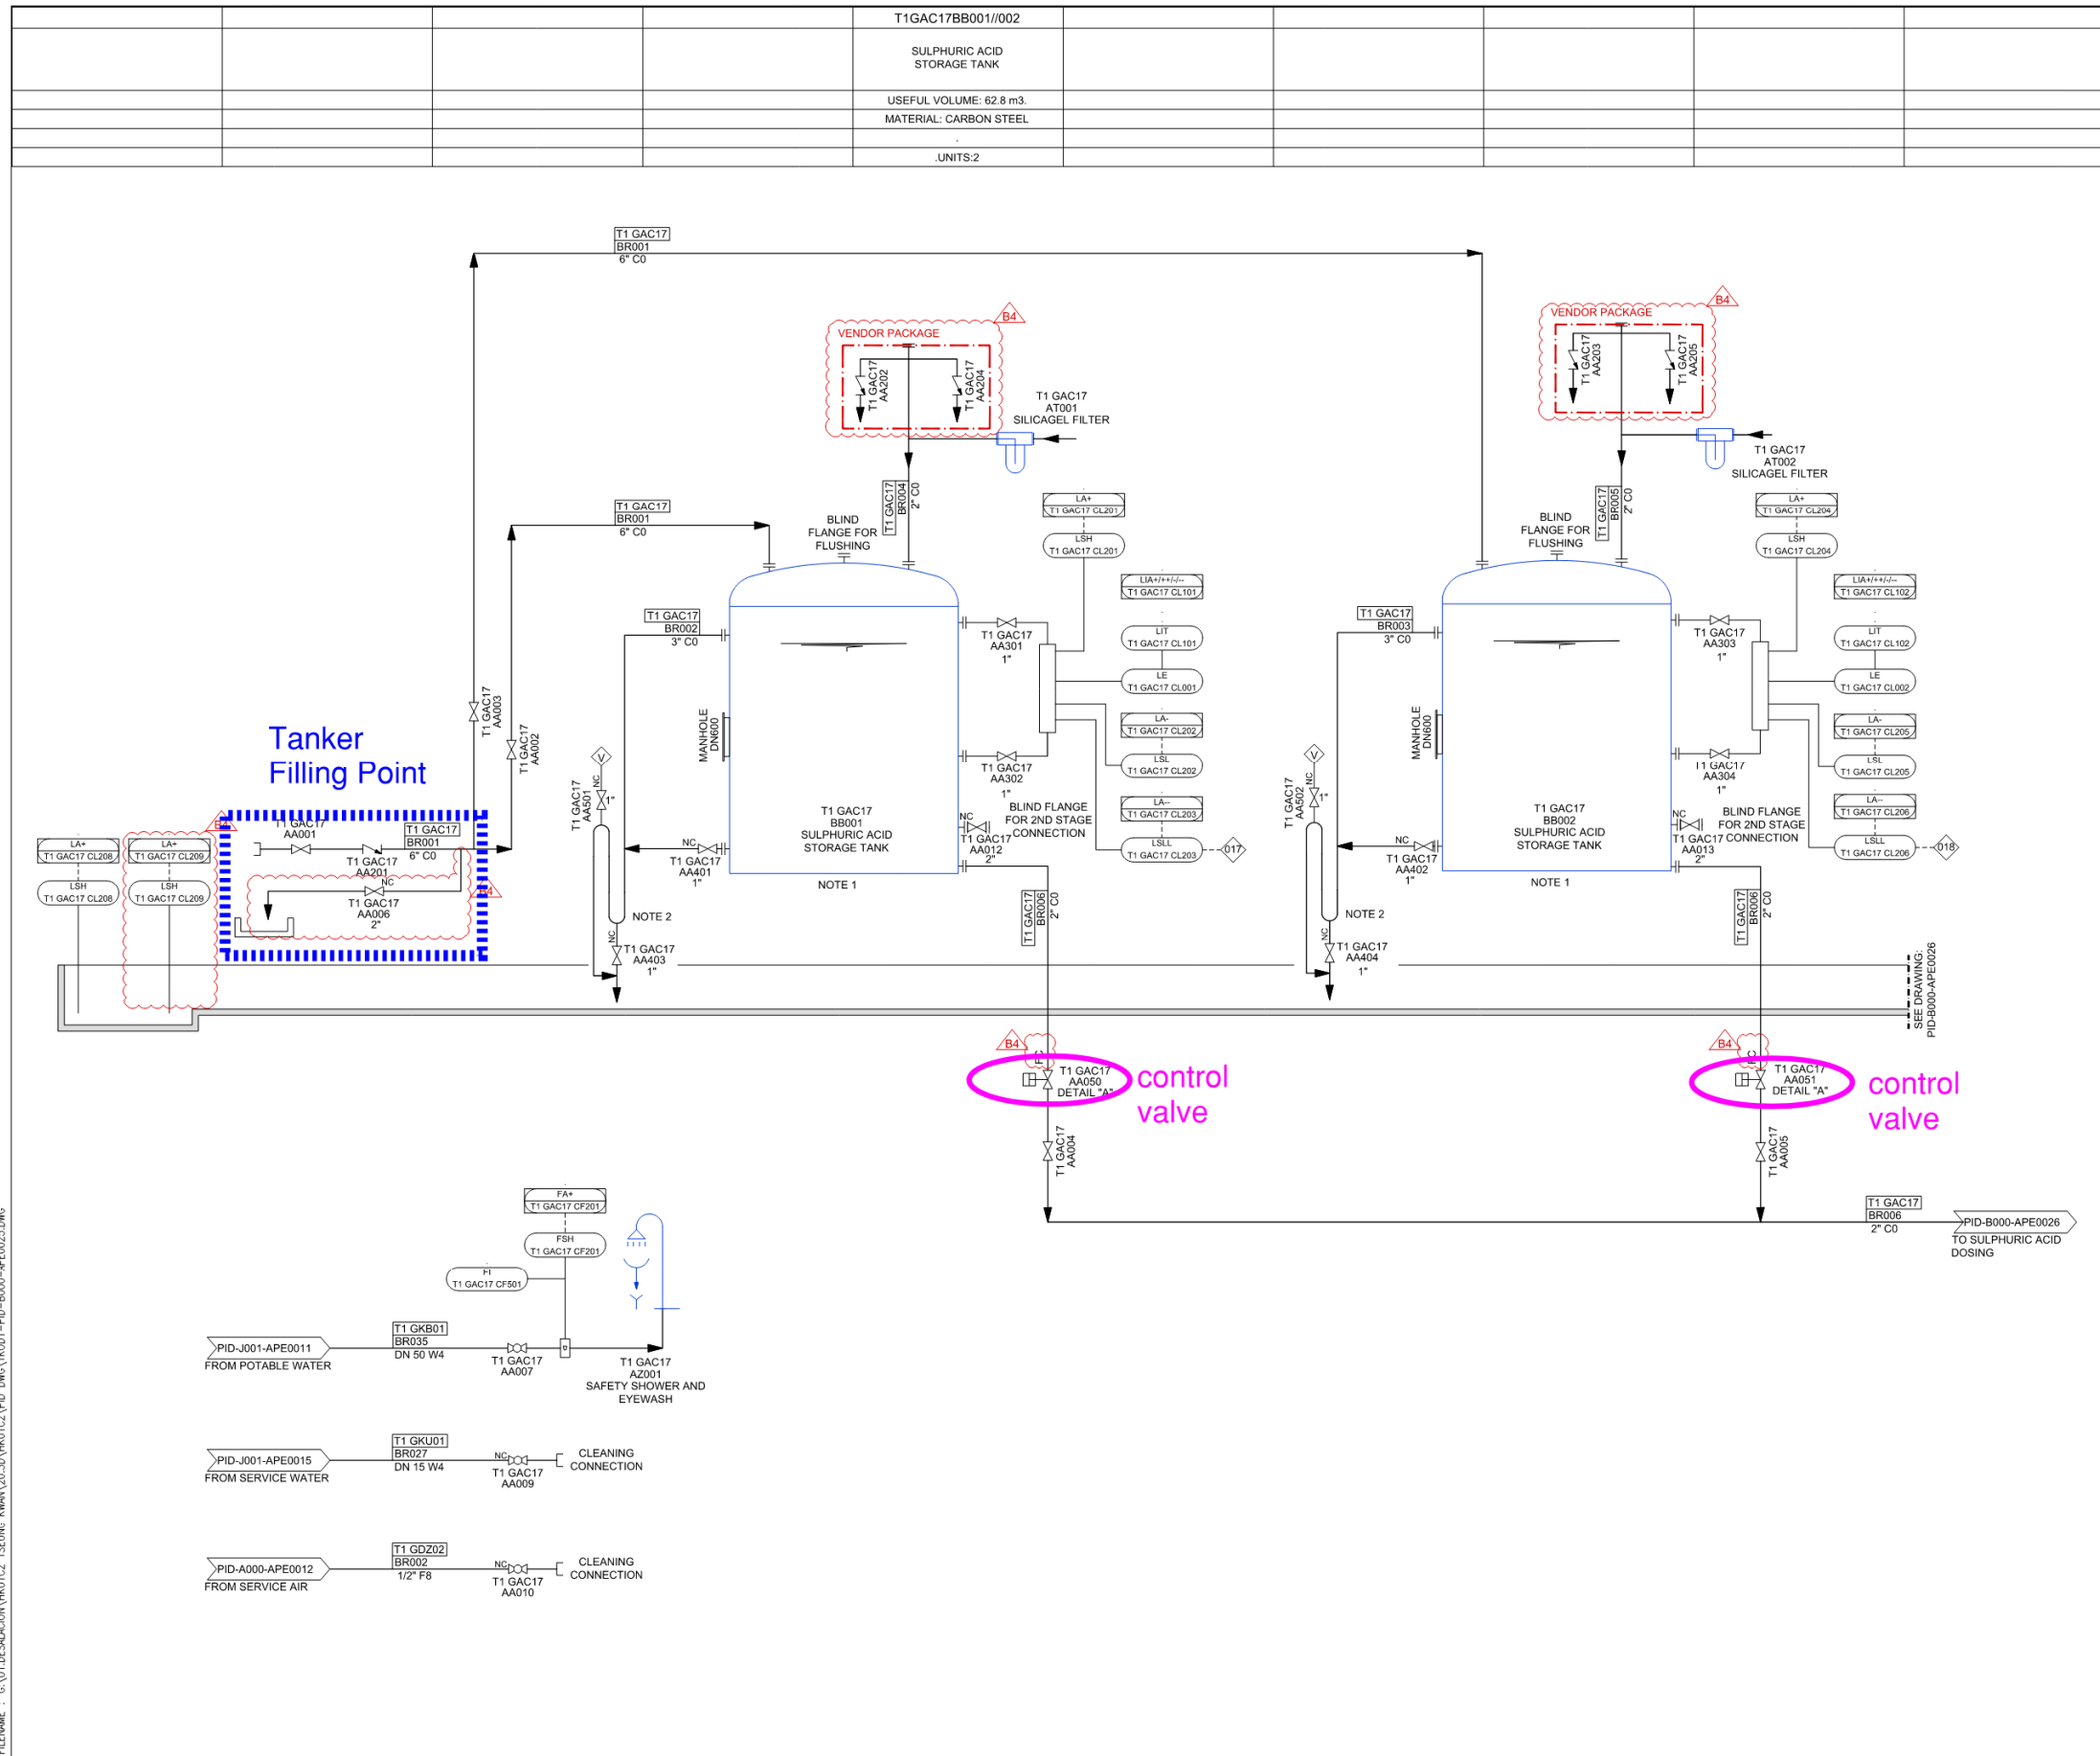 T1GAC17BB001//002
SULPHURIC ACID
STORAGE TANK
USEFUL VOLUME: 62.8 m3.
MATERIAL: CARBON STEEL
.
.UNITS:2
T1 GAC17
BR001
6" C0
B4
VENDOR PACKAGE
T1 GAC17
AA202
T1 GAC17
AA204
T1 GAC17
AT001
SILICAGEL FILTER
B4
VENDOR PACKAGE
T1 GAC17
AA203
T1 GAC17
AA205
T1 GAC17
AT002
SILICAGEL FILTER
T1 GAC17
BR001
6" C0
T1 GAC17
BR004
2" C0
BLIND
FLANGE FOR
FLUSHING
LA+
T1 GAC17 CL201
LSH
T1 GAC17 CL201
LIA+/++/-/--
T1 GAC17 CL101
LIT
T1 GAC17 CL101
LE
T1 GAC17 CL001
LA-
T1 GAC17 CL202
LSL
T1 GAC17 CL202
LA--
T1 GAC17 CL203
LSLL
T1 GAC17 CL203
017
T1 GAC17
BR005
2" C0
BLIND
FLANGE FOR
FLUSHING
LA+
T1 GAC17 CL204
LSH
T1 GAC17 CL204
LIA+/++/-/--
T1 GAC17 CL102
LIT
T1 GAC17 CL102
LE
T1 GAC17 CL002
LA-
T1 GAC17 CL205
LSL
T1 GAC17 CL205
LA--
T1 GAC17 CL206
LSLL
T1 GAC17 CL206
018
T1 GAC17
BR002
3" C0
T1 GAC17
AA301
1"
T1 GAC17
AA302
1"
MANHOLE
DN600
T1 GAC17
BB001
SULPHURIC ACID
STORAGE TANK
NOTE 1
BLIND FLANGE
FOR 2ND STAGE
CONNECTION
NC
T1 GAC17
AA012
2"
T1 GAC17
BR003
3" C0
T1 GAC17
AA303
1"
T1 GAC17
AA304
1"
MANHOLE
DN600
T1 GAC17
BB002
SULPHURIC ACID
STORAGE TANK
NOTE 1
BLIND FLANGE
FOR 2ND STAGE
CONNECTION
NC
T1 GAC17
AA013
2"
T1 GAC17
AA003
T1 GAC17
AA002
Tanker
Filling Point
T1 GAC17
AA001
T1 GAC17
AA201
T1 GAC17
BR001
6" C0
B4
NC
T1 GAC17
AA006
2"
B4
LA+
T1 GAC17 CL208
LSH
T1 GAC17 CL208
LA+
T1 GAC17 CL209
LSH
T1 GAC17 CL209
V
NC
1"
T1 GAC17
AA501
NC
T1 GAC17
AA401
1"
NOTE 2
NC
T1 GAC17
AA403
1"
V
NC
1"
T1 GAC17
AA502
NC
T1 GAC17
AA402
1"
NOTE 2
NC
T1 GAC17
AA404
1"
T1 GAC17
BR006
2" C0
T1 GAC17
BR006
2" C0
SEE DRAWING:
PID-B000-APE0026
B4
FC
T1 GAC17
AA050
DETAIL "A"
control
valve
B4
FC
T1 GAC17
AA051
DETAIL "A"
control
valve
T1 GAC17
AA004
T1 GAC17
AA005
T1 GAC17
BR006
2" C0
PID-B000-APE0026
TO SULPHURIC ACID
DOSING
FA+
T1 GAC17 CF201
FSH
T1 GAC17 CF201
FI
T1 GAC17 CF501
PID-J001-APE0011
FROM POTABLE WATER
T1 GKB01
BR035
DN 50 W4
T1 GAC17
AA007
T1 GAC17
AZ001
SAFETY SHOWER AND
EYEWASH
PID-J001-APE0015
FROM SERVICE WATER
T1 GKU01
BR027
DN 15 W4
NC
T1 GAC17
AA009
CLEANING
CONNECTION
PID-A000-APE0012
FROM SERVICE AIR
T1 GDZ02
BR002
1/2" F8
NC
T1 GAC17
AA010
CLEANING
CONNECTION